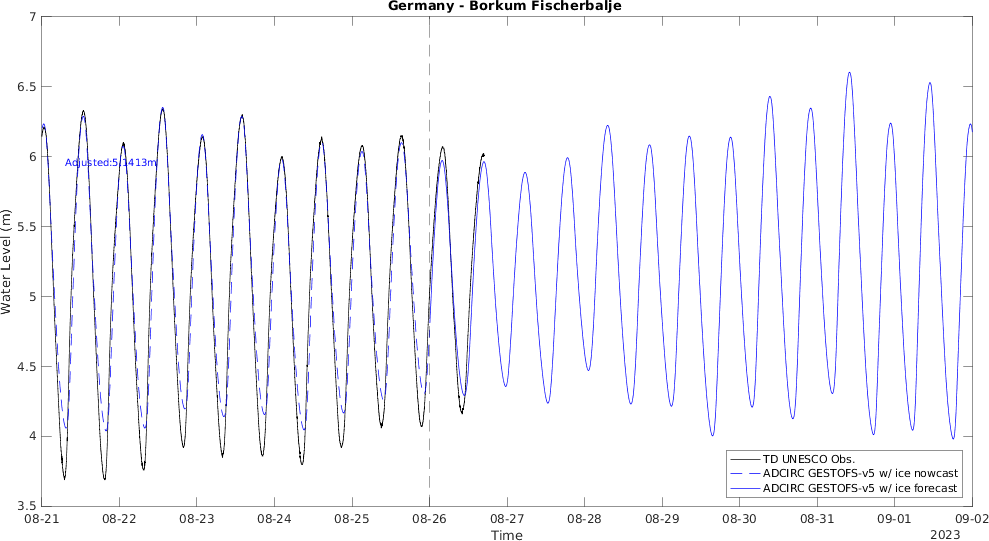 Germany - Borkum Fischerbalje
Water Level (m)
7
6.5
6
5.5
5
4.5
4
3.5
Adjusted:5.1413m
TD UNESCO Obs.
ADCIRC GESTOFS-v5 w/ ice nowcast
ADCIRC GESTOFS-v5 w/ ice forecast
08-21 08-22 08-23 08-24 08-25 08-26 08-27 08-28 08-29 08-30 08-31 09-01 09-02
Time
2023